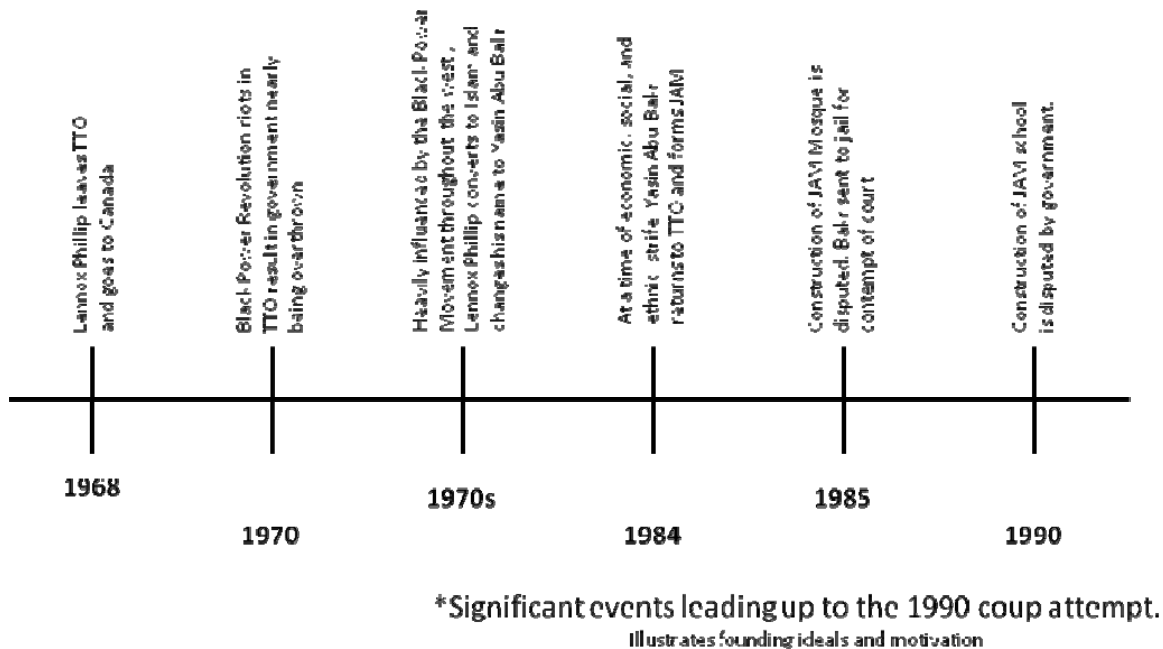 Lennox Phillip leaves TTO
and goes to Canada
Black Power Revolution riots in
TTO result in government nearly
being overthrown
Heavily influenced by the Black Power
Movement throughout the west,
Lennox Phillip converts to Islam and
changes his name to Yasin Abu Bakr
At a time of economic, social, and
ethnic strife Yasin Abu Bakr
returns to TTO and forms JAM
Construction of JAM Mosque is
disputed. Bakr sent to jail for
contempt of court
Construction of JAM school
is disputed by government.
1968
1970
1970s
1984
1985
1990
*Significant events leading up to the 1990 coup attempt.
Illustrates founding ideals and motivation